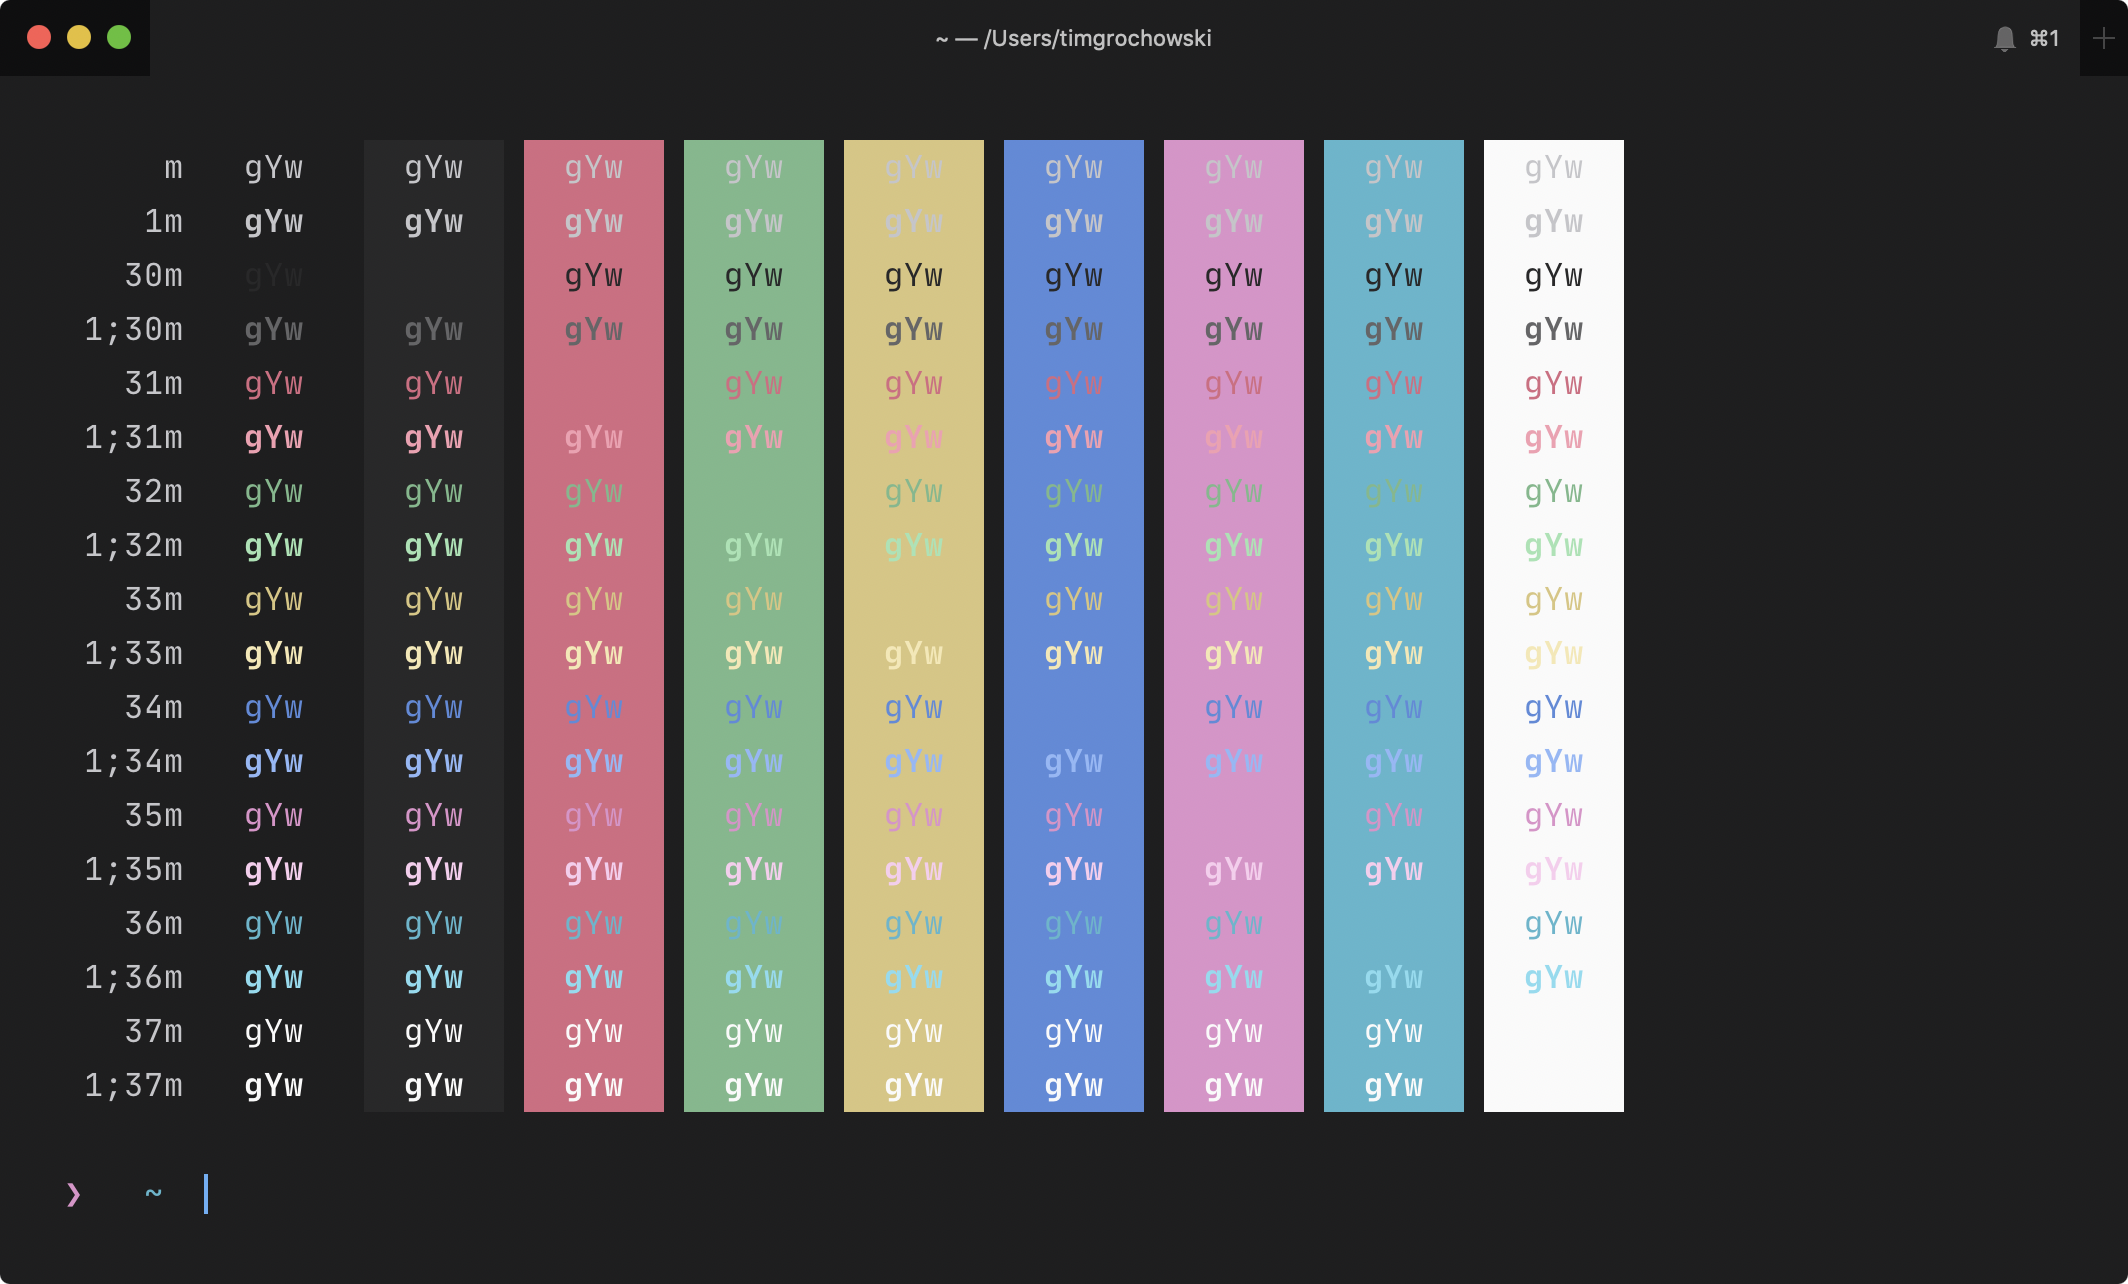 ~ — /Users/timgrochowski ⌘1
m gYw gYw gYw gYw gYw gYw gYw gYw gYw
1m gYw gYw gYw gYw gYw gYw gYw gYw gYw
30m gYw gYw gYw gYw gYw gYw gYw gYw
1;30m gYw gYw gYw gYw gYw gYw gYw gYw gYw
31m gYw gYw gYw gYw gYw gYw gYw gYw
1;31m gYw gYw gYw gYw gYw gYw gYw gYw gYw
32m gYw gYw gYw gYw gYw gYw gYw gYw
1;32m gYw gYw gYw gYw gYw gYw gYw gYw gYw
33m gYw gYw gYw gYw gYw gYw gYw gYw
1;33m gYw gYw gYw gYw gYw gYw gYw gYw gYw
34m gYw gYw gYw gYw gYw gYw gYw gYw
1;34m gYw gYw gYw gYw gYw gYw gYw gYw gYw
35m gYw gYw gYw gYw gYw gYw gYw gYw
1;35m gYw gYw gYw gYw gYw gYw gYw gYw gYw
36m gYw gYw gYw gYw gYw gYw gYw gYw
1;36m gYw gYw gYw gYw gYw gYw gYw gYw gYw
37m gYw gYw gYw gYw gYw gYw gYw gYw
1;37m gYw gYw gYw gYw gYw gYw gYw gYw
❯ ~